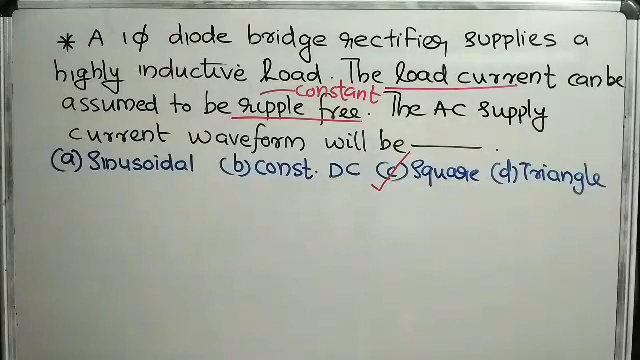 * A 1ϕ diode bridge rectifier supplies a
highly inductive Load. The load current can be
constant
assumed to be ripple free. The AC supply
current waveform will be ______.
(a) Sinusoidal (b) Const. DC (c) Square (d) Triangle